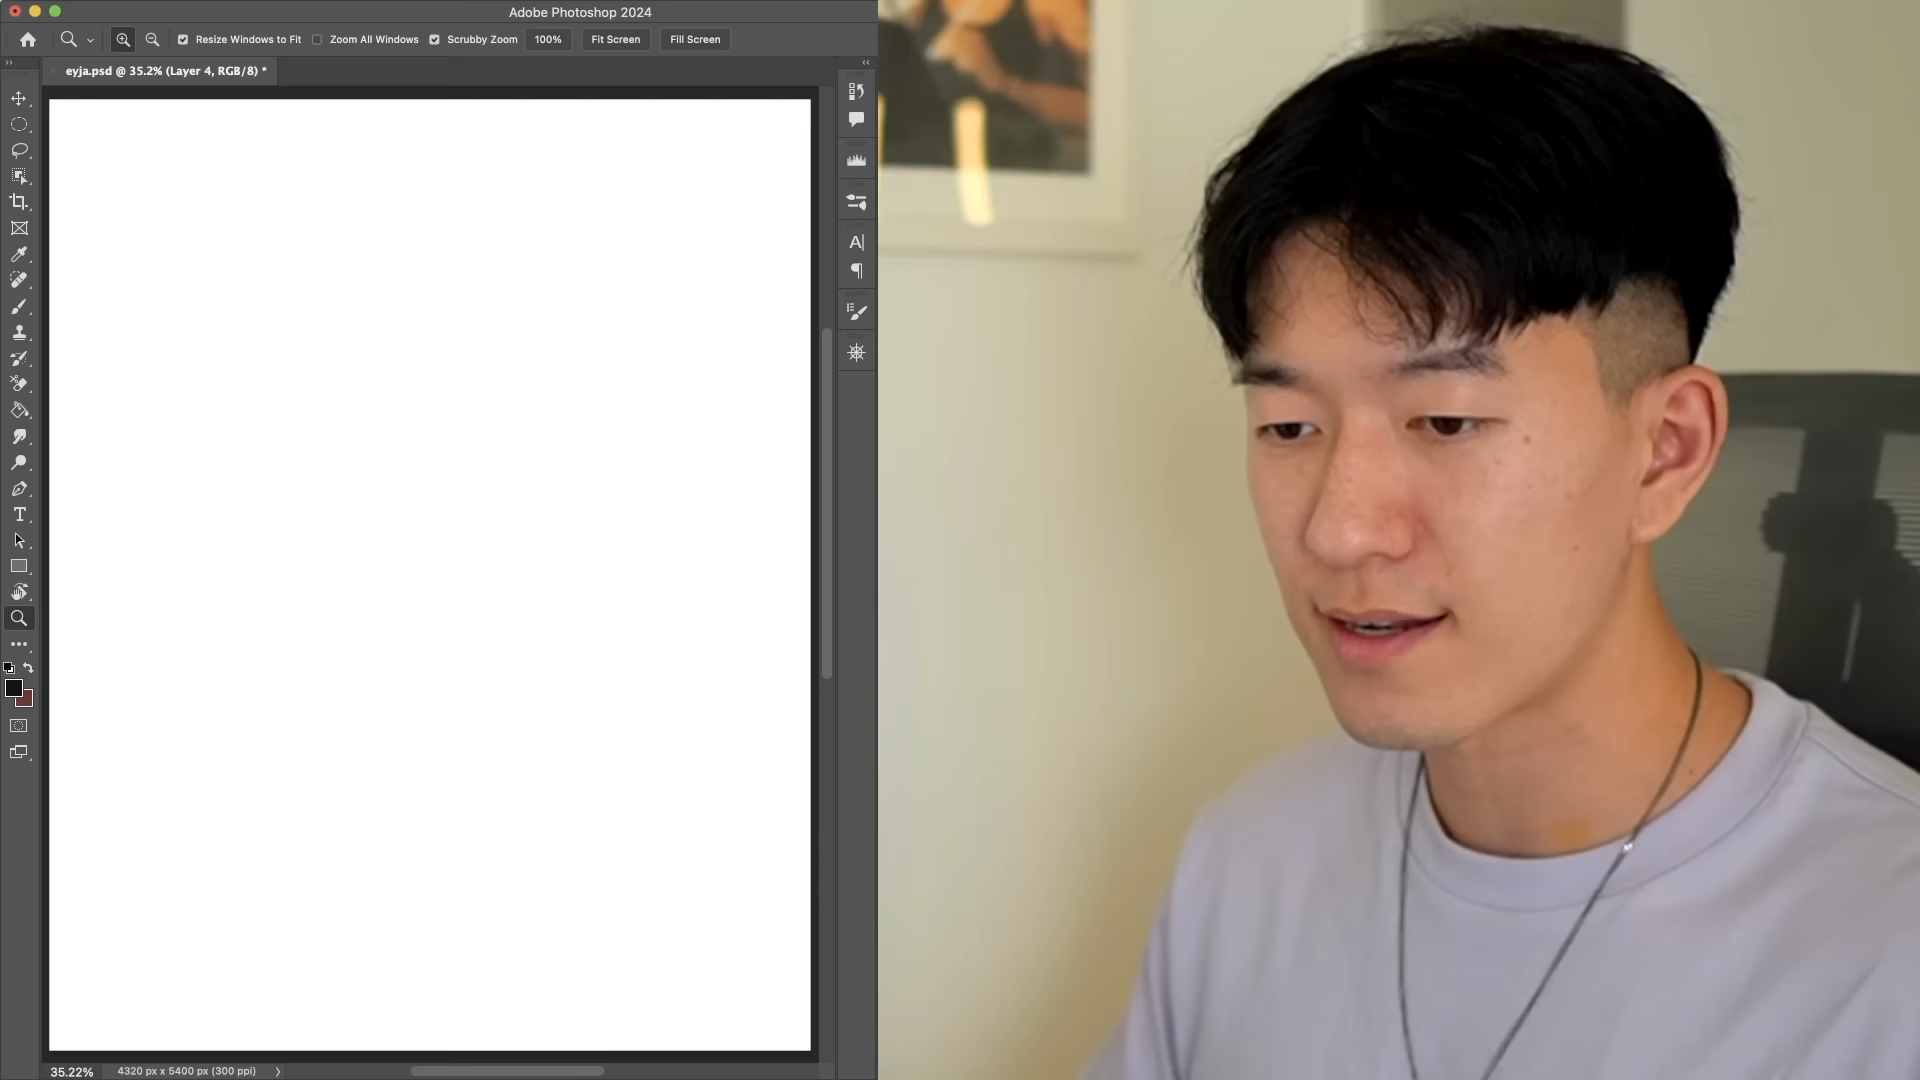 Adobe Photoshop 2024
Resize Windows to Fit Zoom All Windows Scrubby Zoom 100% Fit Screen Fill Screen
eyja.psd @ 35.2% (Layer 4, RGB/8) *
35.22% 4320 px x 5400 px (300 ppi)